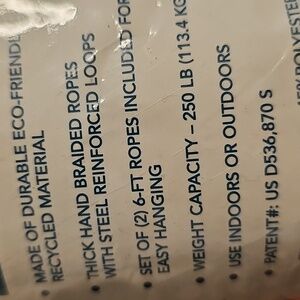 • MADE OF DURABLE ECO-FRIENDL
RECYCLED MATERIAL
• THICK HAND BRAIDED ROPES
WITH STEEL REINFORCED LOOPS
• SET OF (2) 6-FT ROPES INCLUDED FOR
EASY HANGING
• WEIGHT CAPACITY – 250 LB (113.4 KG
• USE INDOORS OR OUTDOORS
• PATENT#: US D536,870 S